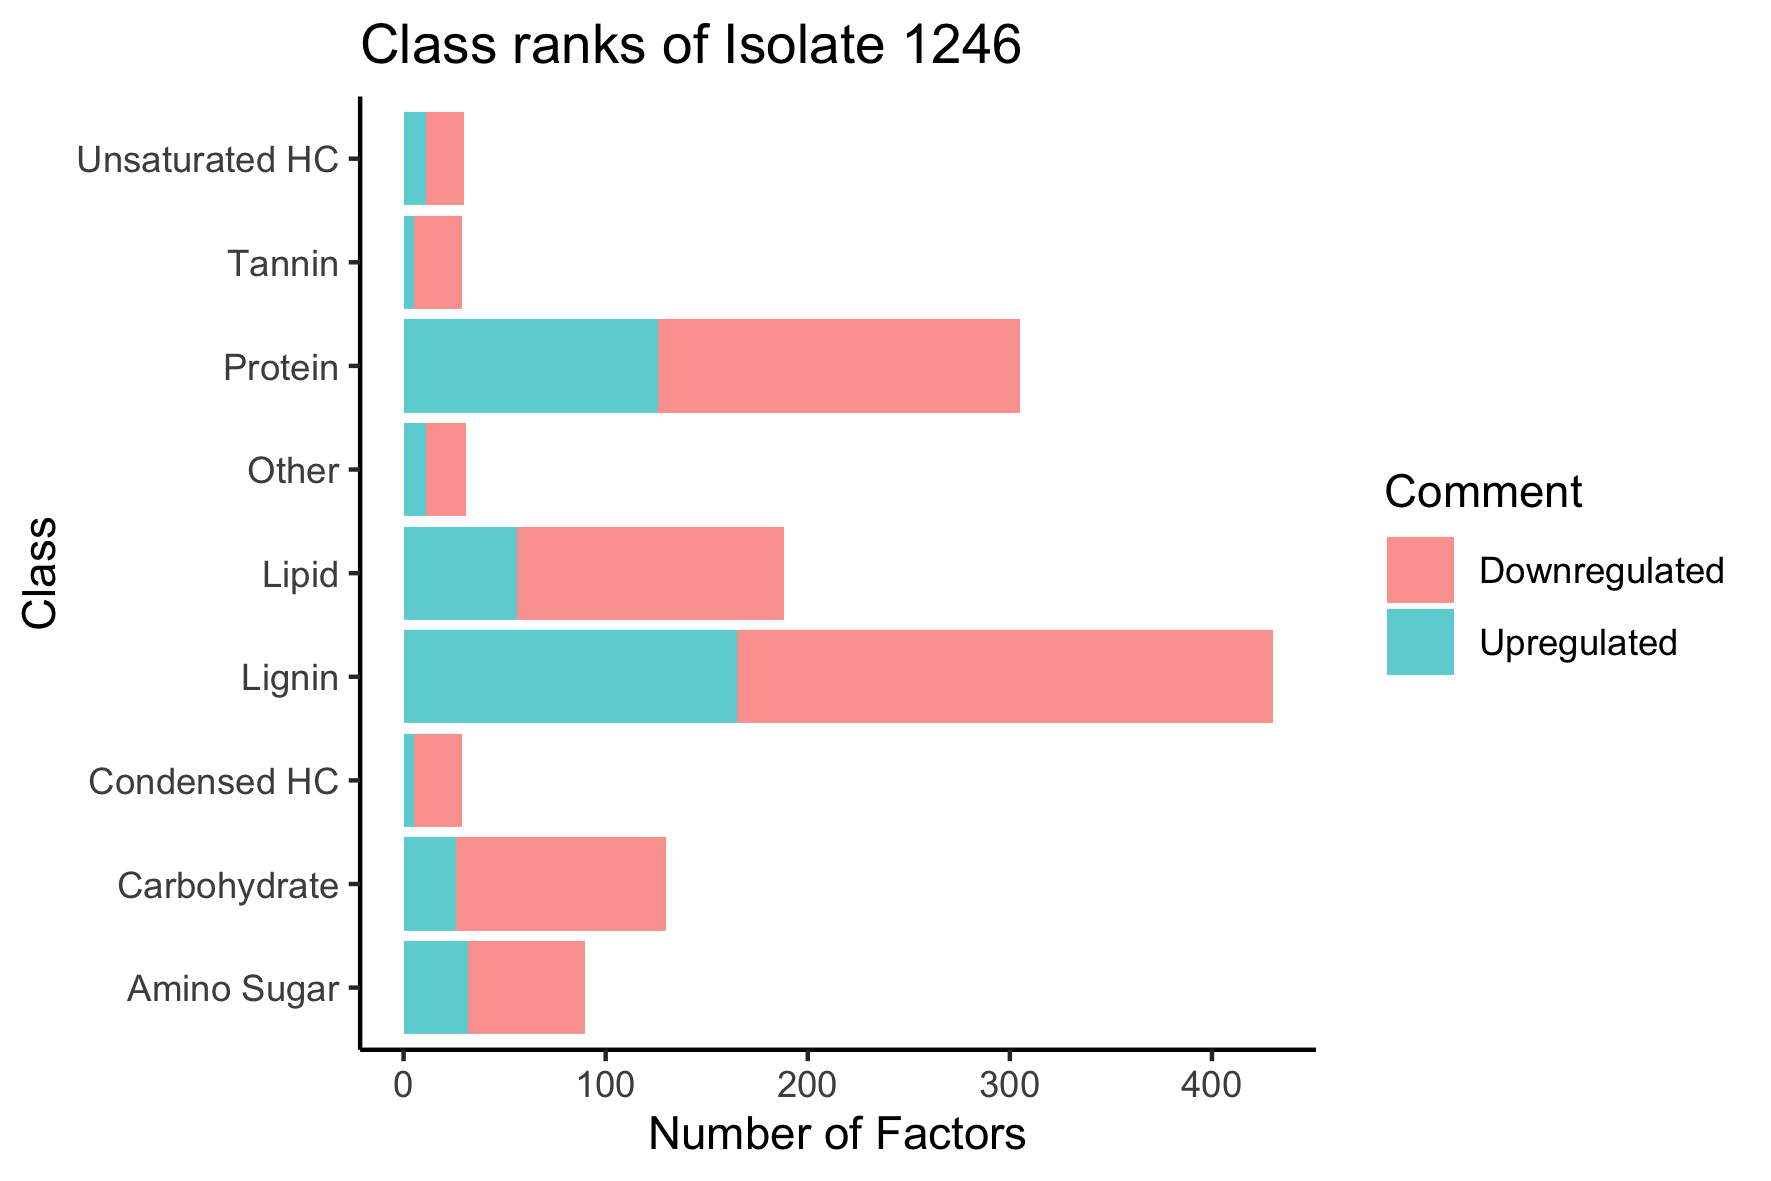 Class ranks of Isolate 1246
Class
Unsaturated HC
Tannin
Protein
Other
Lipid
Lignin
Condensed HC
Carbohydrate
Amino Sugar
0 100 200 300 400
Number of Factors
Comment
Downregulated
Upregulated